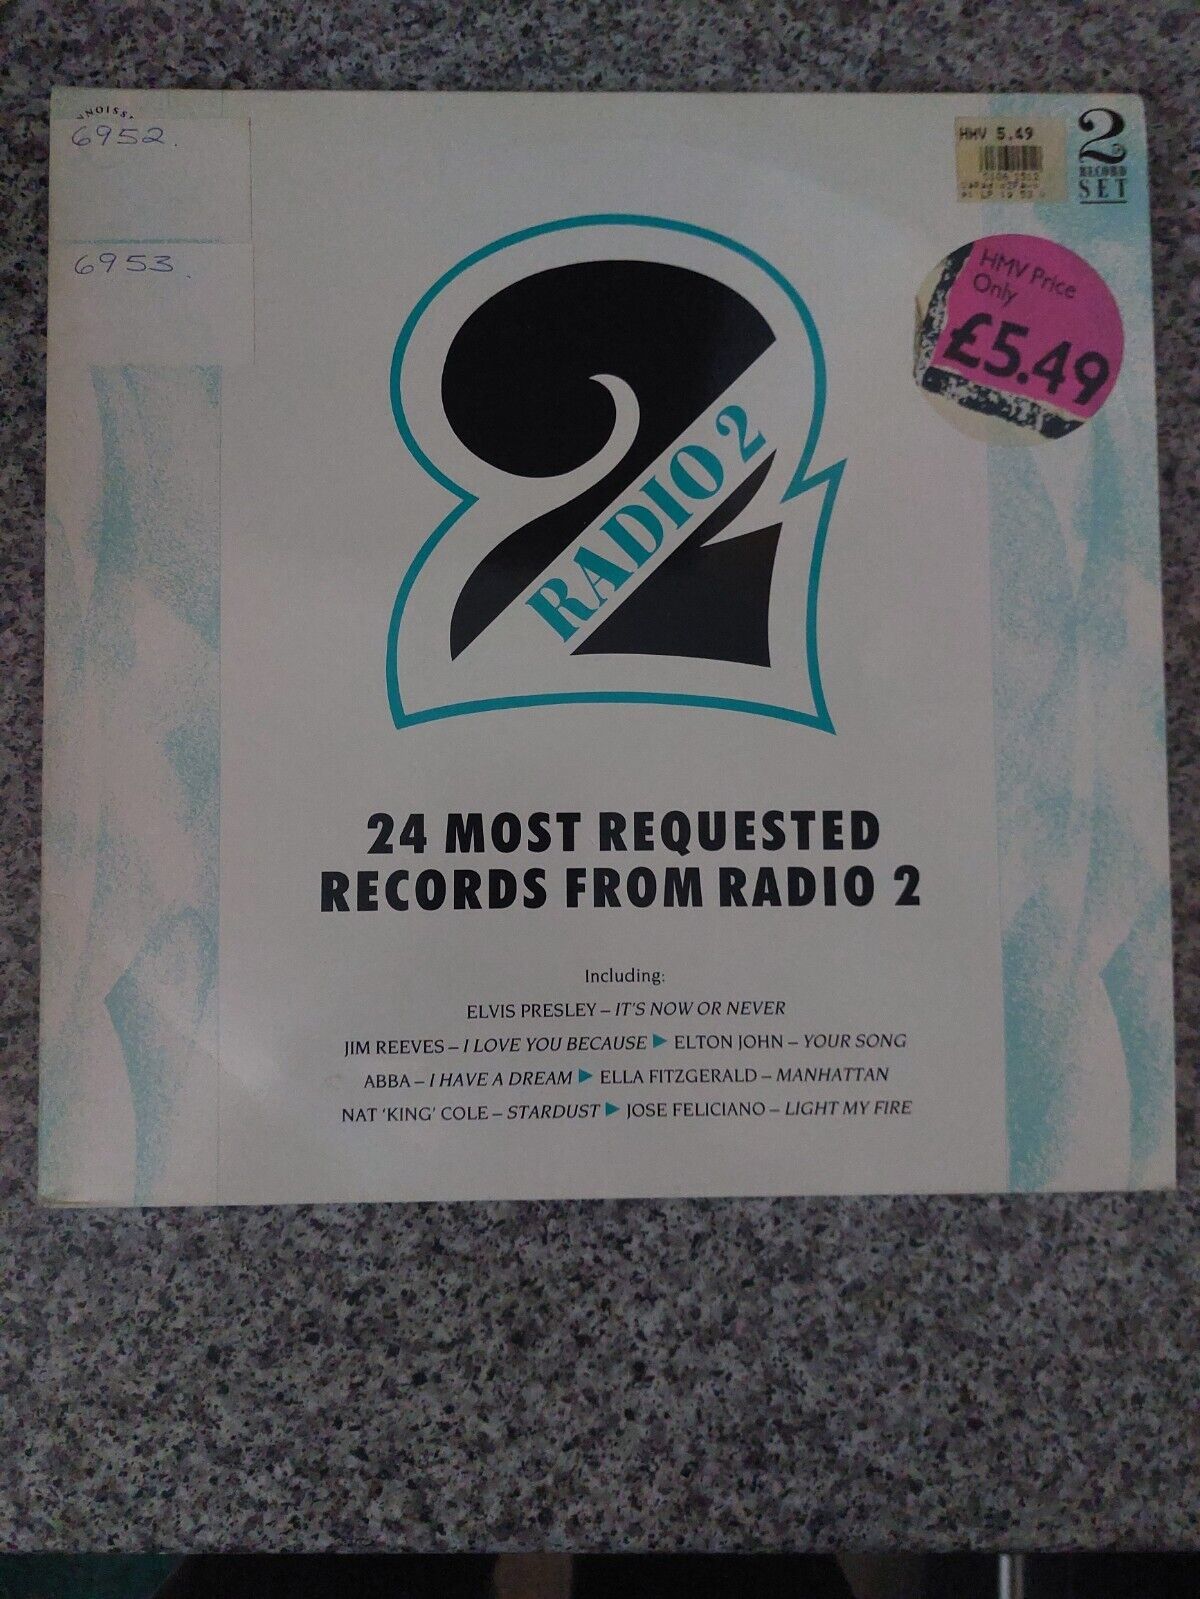 6952.
6953.
HMV 5.49
2
RECORD
SET
HMV Price
Only
£5.49
RADIO 2
24 MOST REQUESTED
RECORDS FROM RADIO 2
Including:
ELVIS PRESLEY – IT'S NOW OR NEVER
JIM REEVES – I LOVE YOU BECAUSE ▶ ELTON JOHN – YOUR SONG
ABBA – I HAVE A DREAM ▶ ELLA FITZGERALD – MANHATTAN
NAT 'KING' COLE – STARDUST ▶ JOSE FELICIANO – LIGHT MY FIRE